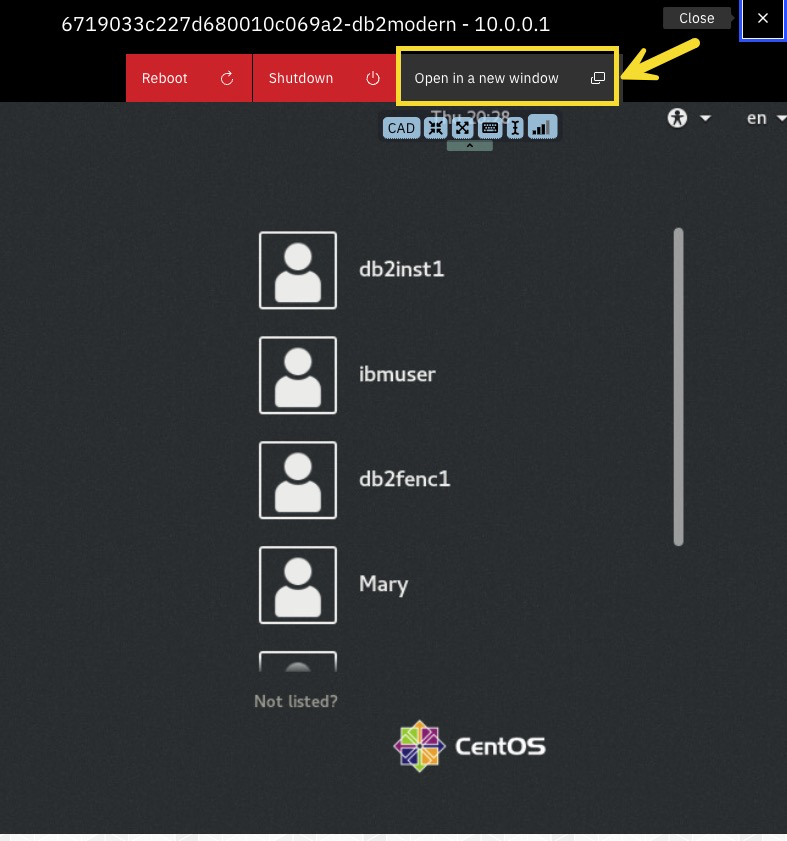 6719033c227d680010c069a2-db2modern - 10.0.0.1
Close
Reboot
Shutdown
Open in a new window
Thu 20:28
CAD
en
db2inst1
ibmuser
db2fenc1
Mary
Not listed?
CentOS